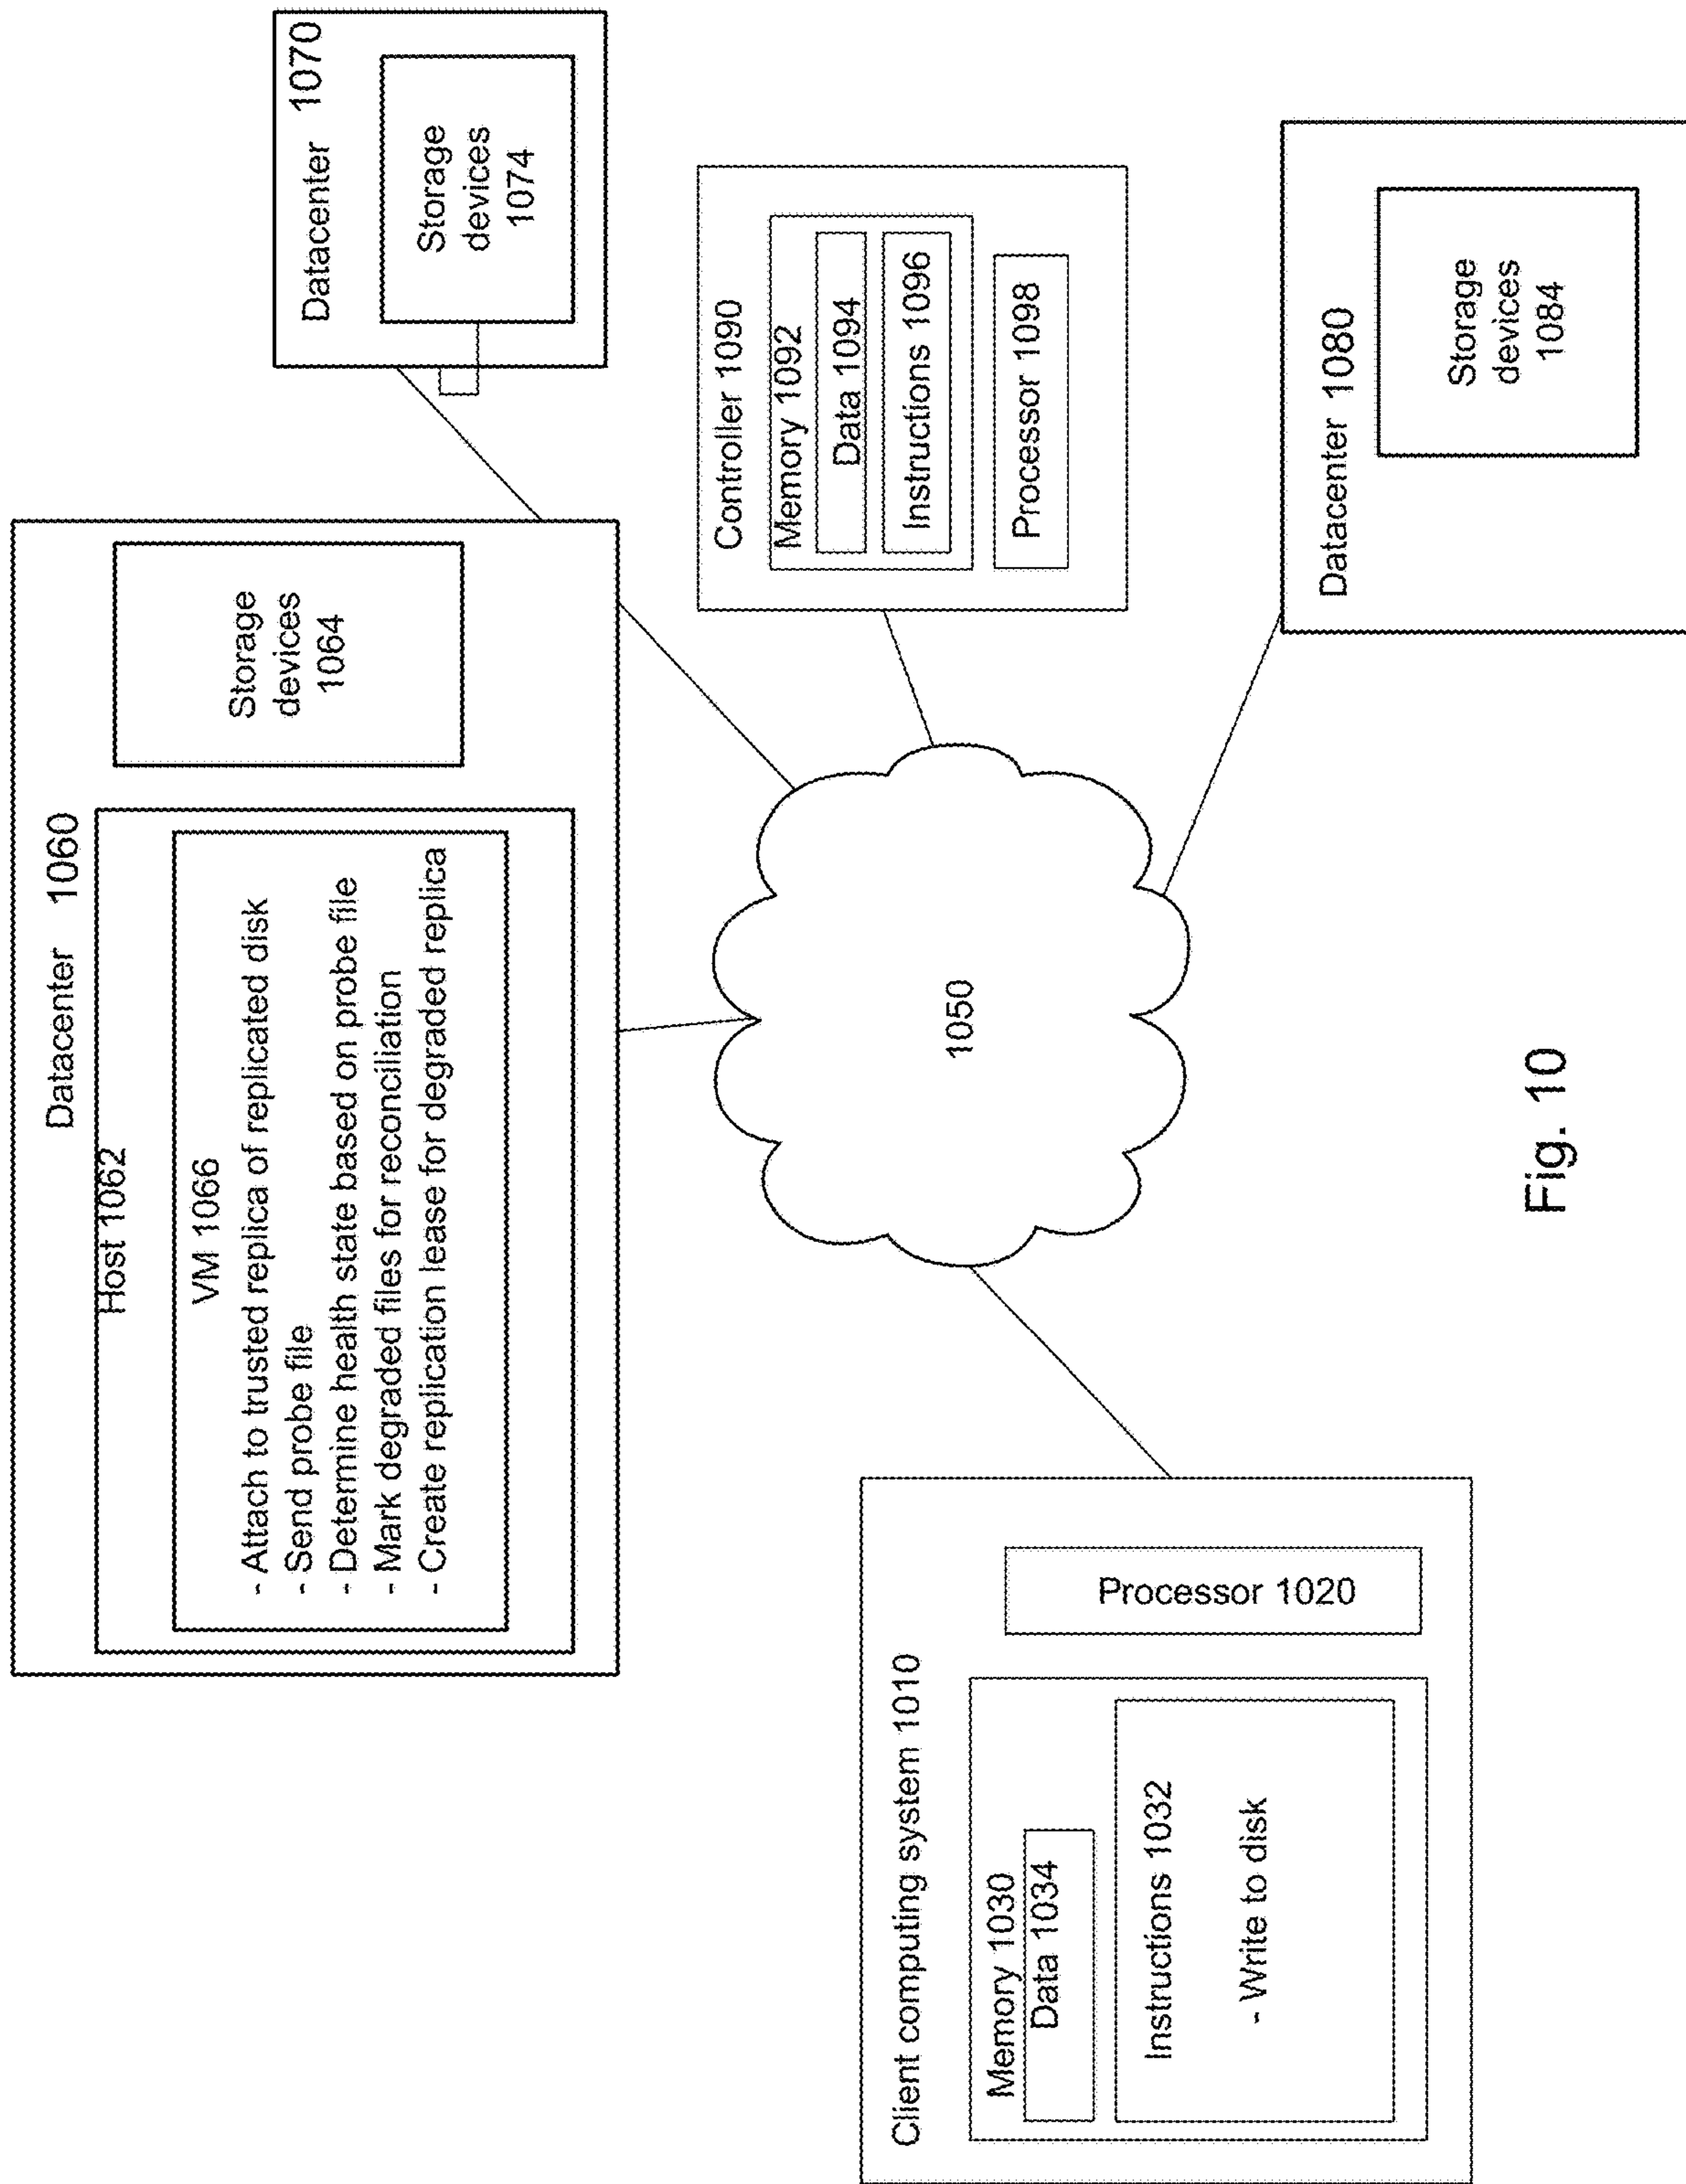 Datacenter 1060
Host 1062
VM 1066
- Attach to trusted replica of replicated disk
- Send probe file
- Determine health state based on probe file
- Mark degraded files for reconciliation
- Create replication lease for degraded replica
Storage
devices
1064
Datacenter 1070
Storage
devices
1074
Client computing system 1010
Memory 1030
Data 1034
Instructions 1032
- Write to disk
Processor 1020
1050
Controller 1090
Memory 1092
Data 1094
Instructions 1096
Processor 1098
Datacenter 1080
Storage
devices
1084
Fig. 10